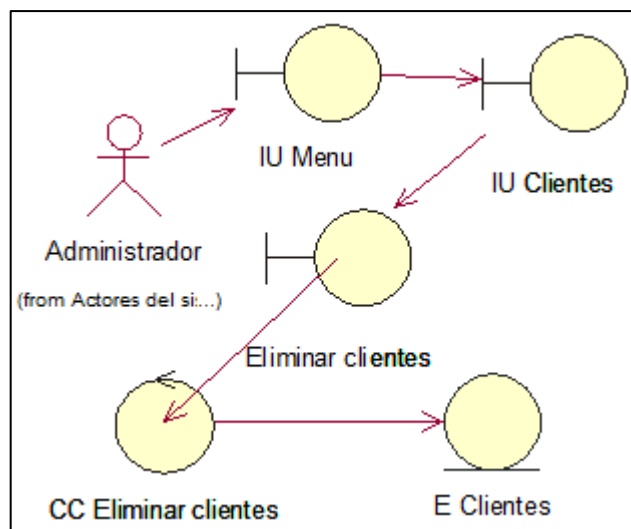 IU Menu
IU Clientes
Administrador
(from Actores del si:...)
Eliminar clientes
CC Eliminar clientes
E Clientes